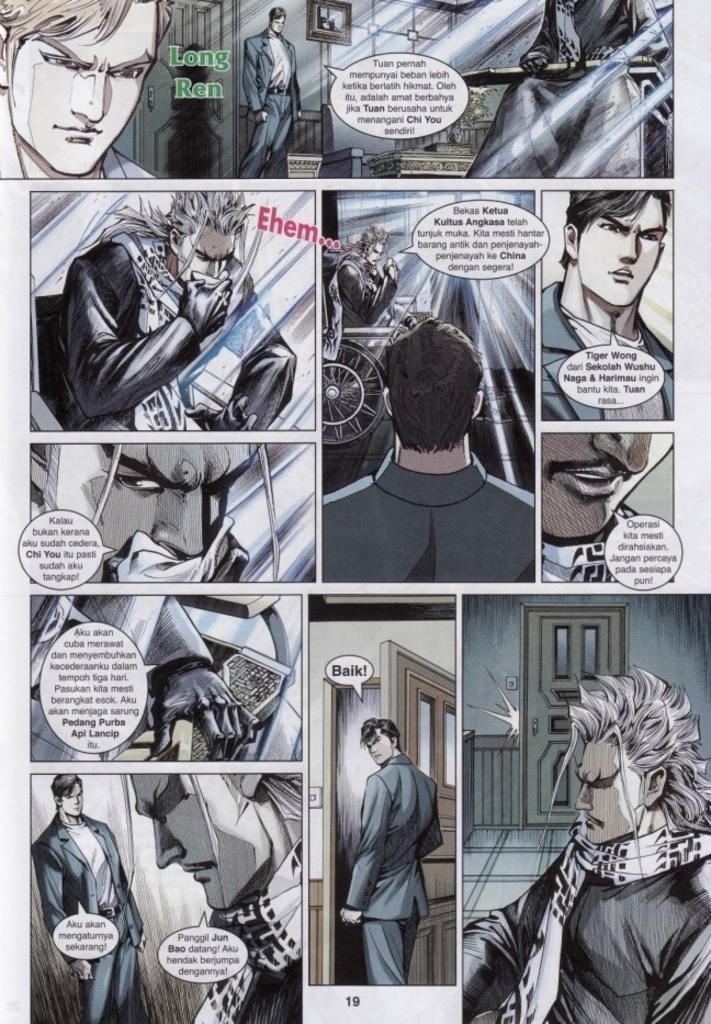 Long
Ren
Tuan pernah
mempunyai beban lebih
ketika berlatih hikmat. Oleh
itu, adalah amat berbahya
jika Tuan berusaha untuk
menangani Chi You
sendiri!
Ehem...
Bekas Ketua
Kultus Angkasa telah
tunjuk muka. Kita mesti hantar
barang antik dan penjenayah-
penjenayah ke China
dengan segera!
Tiger Wong
dari Sekolah Wushu
Naga & Harimau ingin
bantu kita. Tuan
rasa...
Kalau
bukan kerana
aku sudah cedera,
Chi You itu pasti
sudah aku
tangkap!
Operasi
kita mesti
dirahsiakan.
Jangan percaya
pada sesiapa
pun!
Aku akan
cuba merawat
dan menyembuhkan
kecederaanku dalam
tempoh tiga hari.
Pasukan kita mesti
berangkat esok. Aku
akan menjaga sarung
Pedang Purba
Api Lancip
itu.
Aku akan
mengaturnya
sekarang!
Panggil Jun
Bao datang! Aku
hendak berjumpa
dengannya!
Baik!
19
20